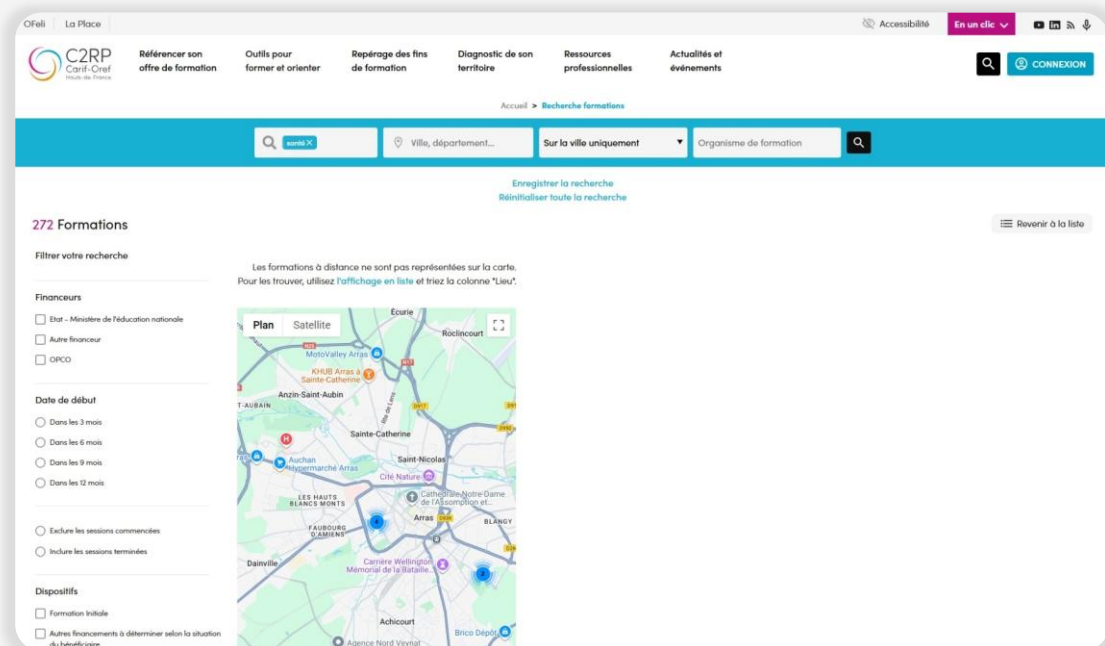 OFeli La Place
Accessibilité
En un clic
C2RP
Carif-Oref
Hauts-de-France
Référencer son
offre de formation
Outils pour
former et orienter
Repérage des fins
de formation
Diagnostic de son
territoire
Ressources
professionnelles
Actualités et
événements
CONNEXION
Accueil > Recherche formations
santé X
Ville, département...
Sur la ville uniquement
Organisme de formation
Enregistrer la recherche
Réinitialiser toute la recherche
272 Formations
Revenir à la liste
Filtrer votre recherche
Les formations à distance ne sont pas représentées sur la carte.
Pour les trouver, utilisez l'affichage en liste et triez la colonne "Lieu".
Financeurs
Etat - Ministère de l'éducation nationale
Autre financeur
OPCO
Date de début
Dans les 3 mois
Dans les 6 mois
Dans les 9 mois
Dans les 12 mois
Exclure les sessions commencées
Inclure les sessions terminées
Dispositifs
Formation Initiale
Autres financements à déterminer selon la situation
du bénéficiaire
Plan Satellite
Écurie
Roclincourt
MotoValley Arras
KHUB Arras à
Sainte-Catherine
Anzin-Saint-Aubin
T-AUBAIN
Rte de Lens
D917
Sainte-Catherine
H
Auchan
Hypermarché Arras
Saint-Nicolas
Cité Nature
LES HAUTS
BLANCS MONTS
Cathédrale Notre-Dame
de l'Assomption et...
Arras
BLANGY
FAUBOURG
D'AMIENS
4
Dainville
Carrière Wellington
Mémorial de la Bataille...
Achicourt
Brico Dépôt
Agence Nord Veynat